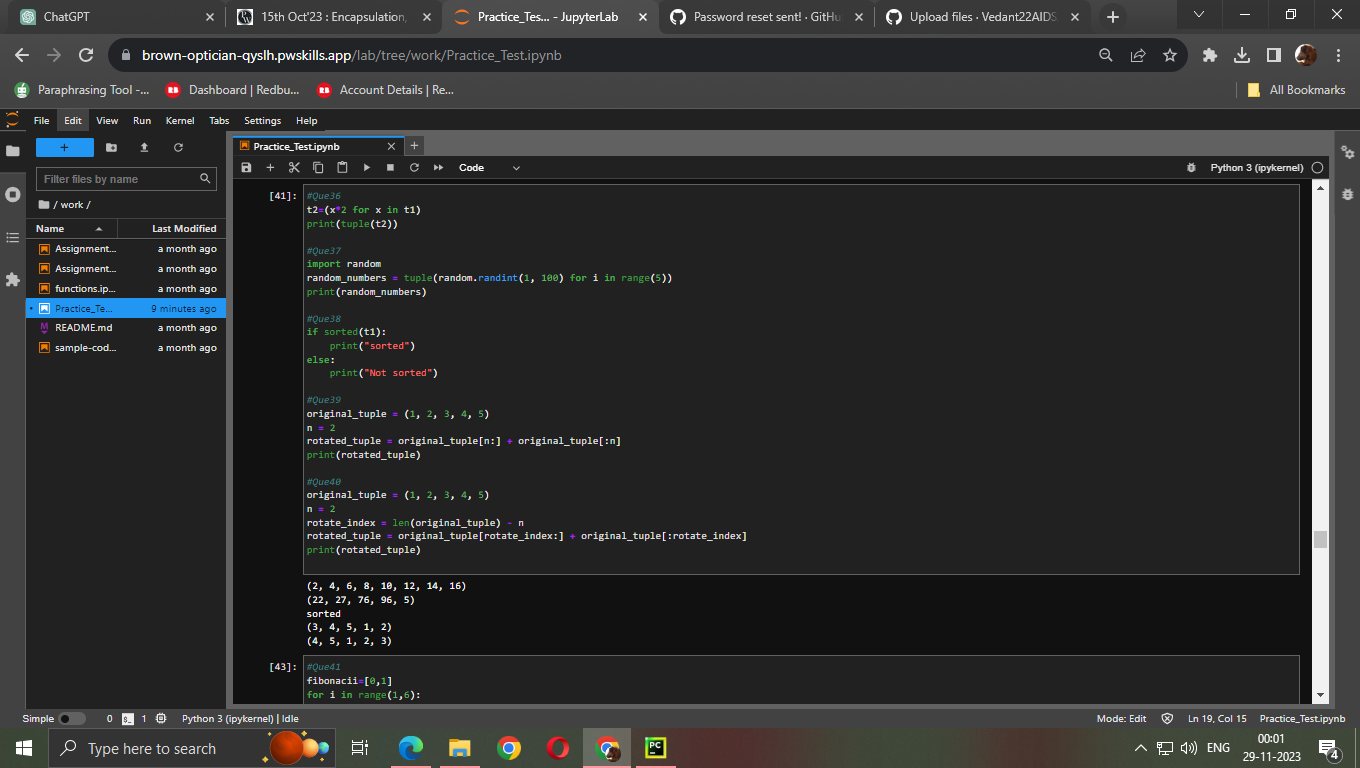 ChatGPT
15th Oct'23 : Encapsulation,
Practice_Tes... - JupyterLab
Password reset sent! · GitHu
Upload files · Vedant22AIDS
brown-optician-qyslh.pwskills.app/lab/tree/work/Practice_Test.ipynb
Paraphrasing Tool -...
Dashboard | Redbu...
Account Details | Re...
All Bookmarks
File Edit View Run Kernel Tabs Settings Help
Filter files by name
/ work /
Name Last Modified
Assignment... a month ago
Assignment... a month ago
functions.ip... a month ago
Practice_Te... 9 minutes ago
README.md a month ago
sample-cod... a month ago
Practice_Test.ipynb
Code
Python 3 (ipykernel)
[41]:
#Que36
t2=(x*2 for x in t1)
print(tuple(t2))
#Que37
import random
random_numbers = tuple(random.randint(1, 100) for i in range(5))
print(random_numbers)
#Que38
if sorted(t1):
    print("sorted")
else:
    print("Not sorted")
#Que39
original_tuple = (1, 2, 3, 4, 5)
n = 2
rotated_tuple = original_tuple[n:] + original_tuple[:n]
print(rotated_tuple)
#Que40
original_tuple = (1, 2, 3, 4, 5)
n = 2
rotate_index = len(original_tuple) - n
rotated_tuple = original_tuple[rotate_index:] + original_tuple[:rotate_index]
print(rotated_tuple)
(2, 4, 6, 8, 10, 12, 14, 16)
(22, 27, 76, 96, 5)
sorted
(3, 4, 5, 1, 2)
(4, 5, 1, 2, 3)
[43]:
#Que41
fibonacii=[0,1]
for i in range(1,6):
Simple 0 1 Python 3 (ipykernel) | Idle
Mode: Edit Ln 19, Col 15 Practice_Test.ipynb
Type here to search
PC
ENG
00:01
29-11-2023
4